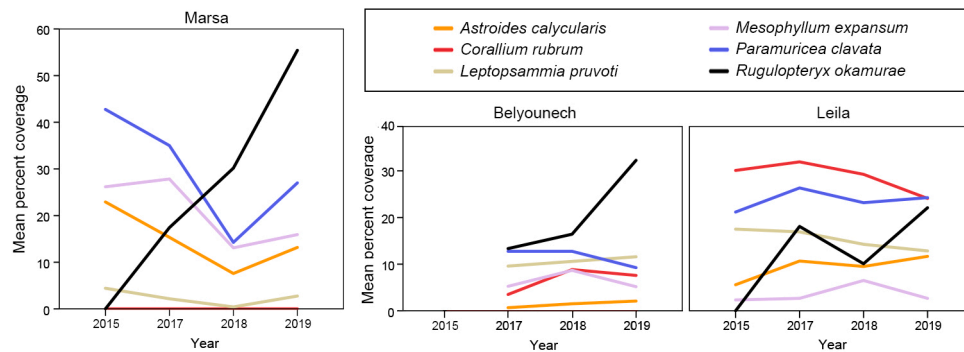 Marsa
Mean percent coverage
60
50
40
30
20
10
0
2015 2017 2018 2019
Year
Astroides calycularis
Corallium rubrum
Leptopsammia pruvoti
Mesophyllum expansum
Paramuricea clavata
Rugulopteryx okamurae
Belyounech
Mean percent coverage
40
30
20
10
0
2015 2017 2018 2019
Year
Leila
2015 2017 2018 2019
Year